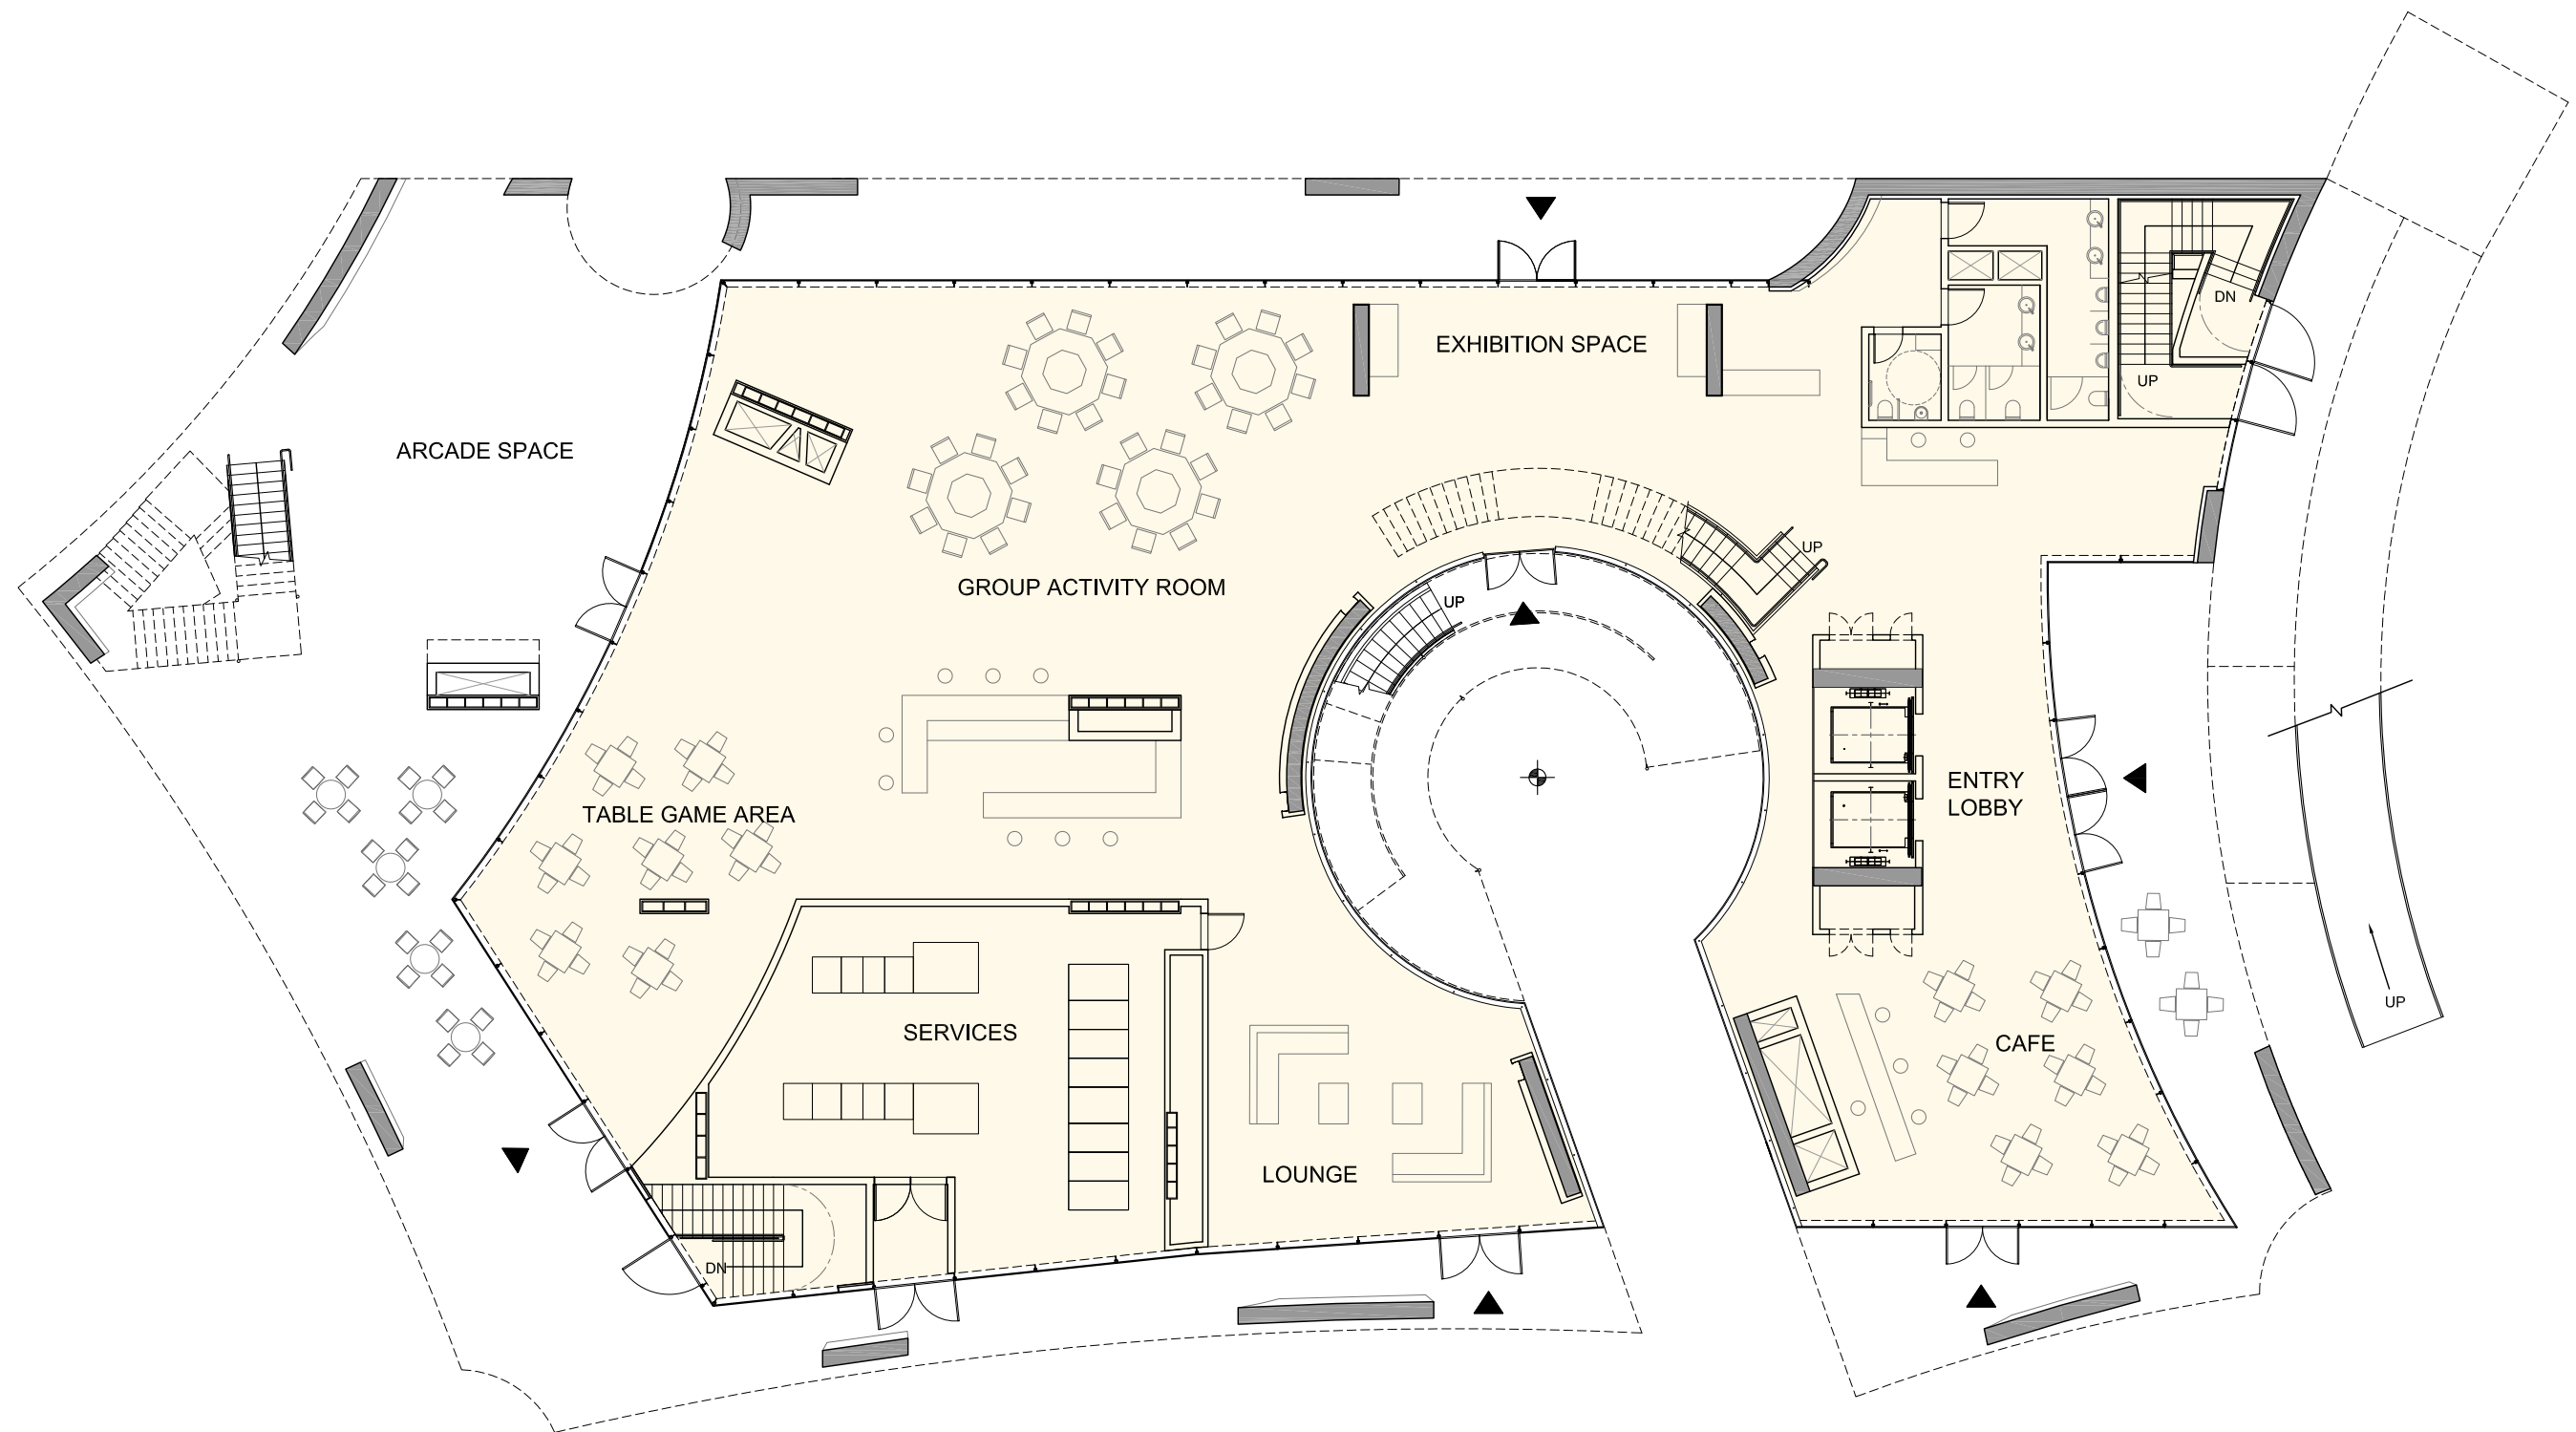 DN
EXHIBITION SPACE
UP
ARCADE SPACE
UP
GROUP ACTIVITY ROOM
UP
ENTRY
LOBBY
TABLE GAME AREA
UP
SERVICES
CAFE
LOUNGE
DN